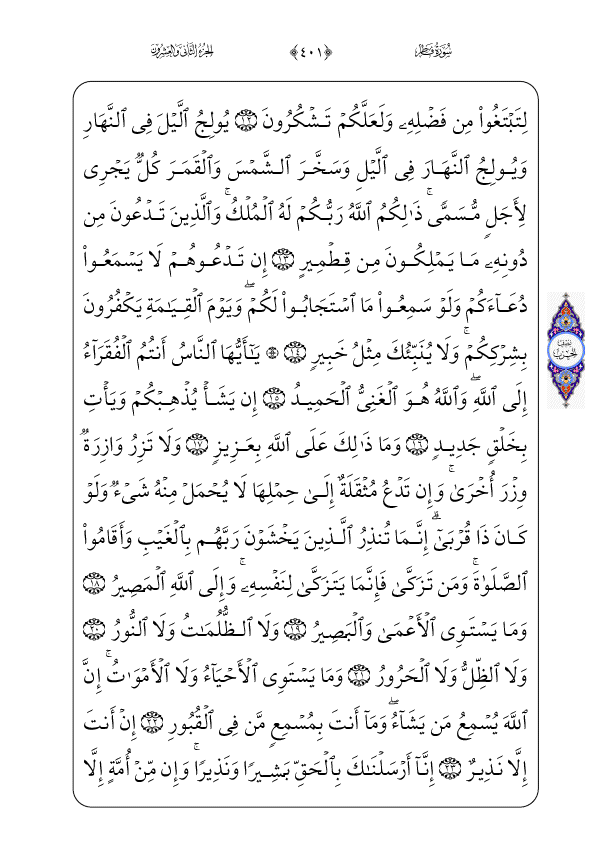 سُورَةُ فَاطِر ﴿٤٠١﴾ الجُزْءُ الثَّانِي وَالعِشْرُون
لِتَبْتَغُوا۟ مِن فَضْلِهِۦ وَلَعَلَّكُمْ تَشْكُرُونَ ١٢ يُولِجُ ٱلَّيْلَ فِى ٱلنَّهَارِ
وَيُولِجُ ٱلنَّهَارَ فِى ٱلَّيْلِ وَسَخَّرَ ٱلشَّمْسَ وَٱلْقَمَرَ كُلٌّ يَجْرِى
لِأَجَلٍ مُّسَمًّى ۚ ذَٰلِكُمُ ٱللَّهُ رَبُّكُمْ لَهُ ٱلْمُلْكُ ۚ وَٱلَّذِينَ تَدْعُونَ مِن
دُونِهِۦ مَا يَمْلِكُونَ مِن قِطْمِيرٍ ١٣ إِن تَدْعُوهُمْ لَا يَسْمَعُوا۟
دُعَآءَكُمْ وَلَوْ سَمِعُوا۟ مَا ٱسْتَجَابُوا۟ لَكُمْ ۖ وَيَوْمَ ٱلْقِيَٰمَةِ يَكْفُرُونَ
بِشِرْكِكُمْ ۚ وَلَا يُنَبِّئُكَ مِثْلُ خَبِيرٍ ١٤ ۞ يَٰٓأَيُّهَا ٱلنَّاسُ أَنتُمُ ٱلْفُقَرَآءُ
إِلَى ٱللَّهِ ۖ وَٱللَّهُ هُوَ ٱلْغَنِىُّ ٱلْحَمِيدُ ١٥ إِن يَشَأْ يُذْهِبْكُمْ وَيَأْتِ
بِخَلْقٍ جَدِيدٍ ١٦ وَمَا ذَٰلِكَ عَلَى ٱللَّهِ بِعَزِيزٍ ١٧ وَلَا تَزِرُ وَازِرَةٌ
وِزْرَ أُخْرَىٰ ۚ وَإِن تَدْعُ مُثْقَلَةٌ إِلَىٰ حِمْلِهَا لَا يُحْمَلْ مِنْهُ شَىْءٌ وَلَوْ
كَانَ ذَا قُرْبَىٰٓ ۗ إِنَّمَا تُنذِرُ ٱلَّذِينَ يَخْشَوْنَ رَبَّهُم بِٱلْغَيْبِ وَأَقَامُوا۟
ٱلصَّلَوٰةَ ۚ وَمَن تَزَكَّىٰ فَإِنَّمَا يَتَزَكَّىٰ لِنَفْسِهِۦ ۚ وَإِلَى ٱللَّهِ ٱلْمَصِيرُ ١٨
وَمَا يَسْتَوِى ٱلْأَعْمَىٰ وَٱلْبَصِيرُ ١٩ وَلَا ٱلظُّلُمَٰتُ وَلَا ٱلنُّورُ ٢٠
وَلَا ٱلظِّلُّ وَلَا ٱلْحَرُورُ ٢١ وَمَا يَسْتَوِى ٱلْأَحْيَآءُ وَلَا ٱلْأَمْوَٰتُ ۚ إِنَّ
ٱللَّهَ يُسْمِعُ مَن يَشَآءُ ۖ وَمَآ أَنتَ بِمُسْمِعٍ مَّن فِى ٱلْقُبُورِ ٢٢ إِنْ أَنتَ
إِلَّا نَذِيرٌ ٢٣ إِنَّآ أَرْسَلْنَٰكَ بِٱلْحَقِّ بَشِيرًا وَنَذِيرًا ۚ وَإِن مِّنْ أُمَّةٍ إِلَّا